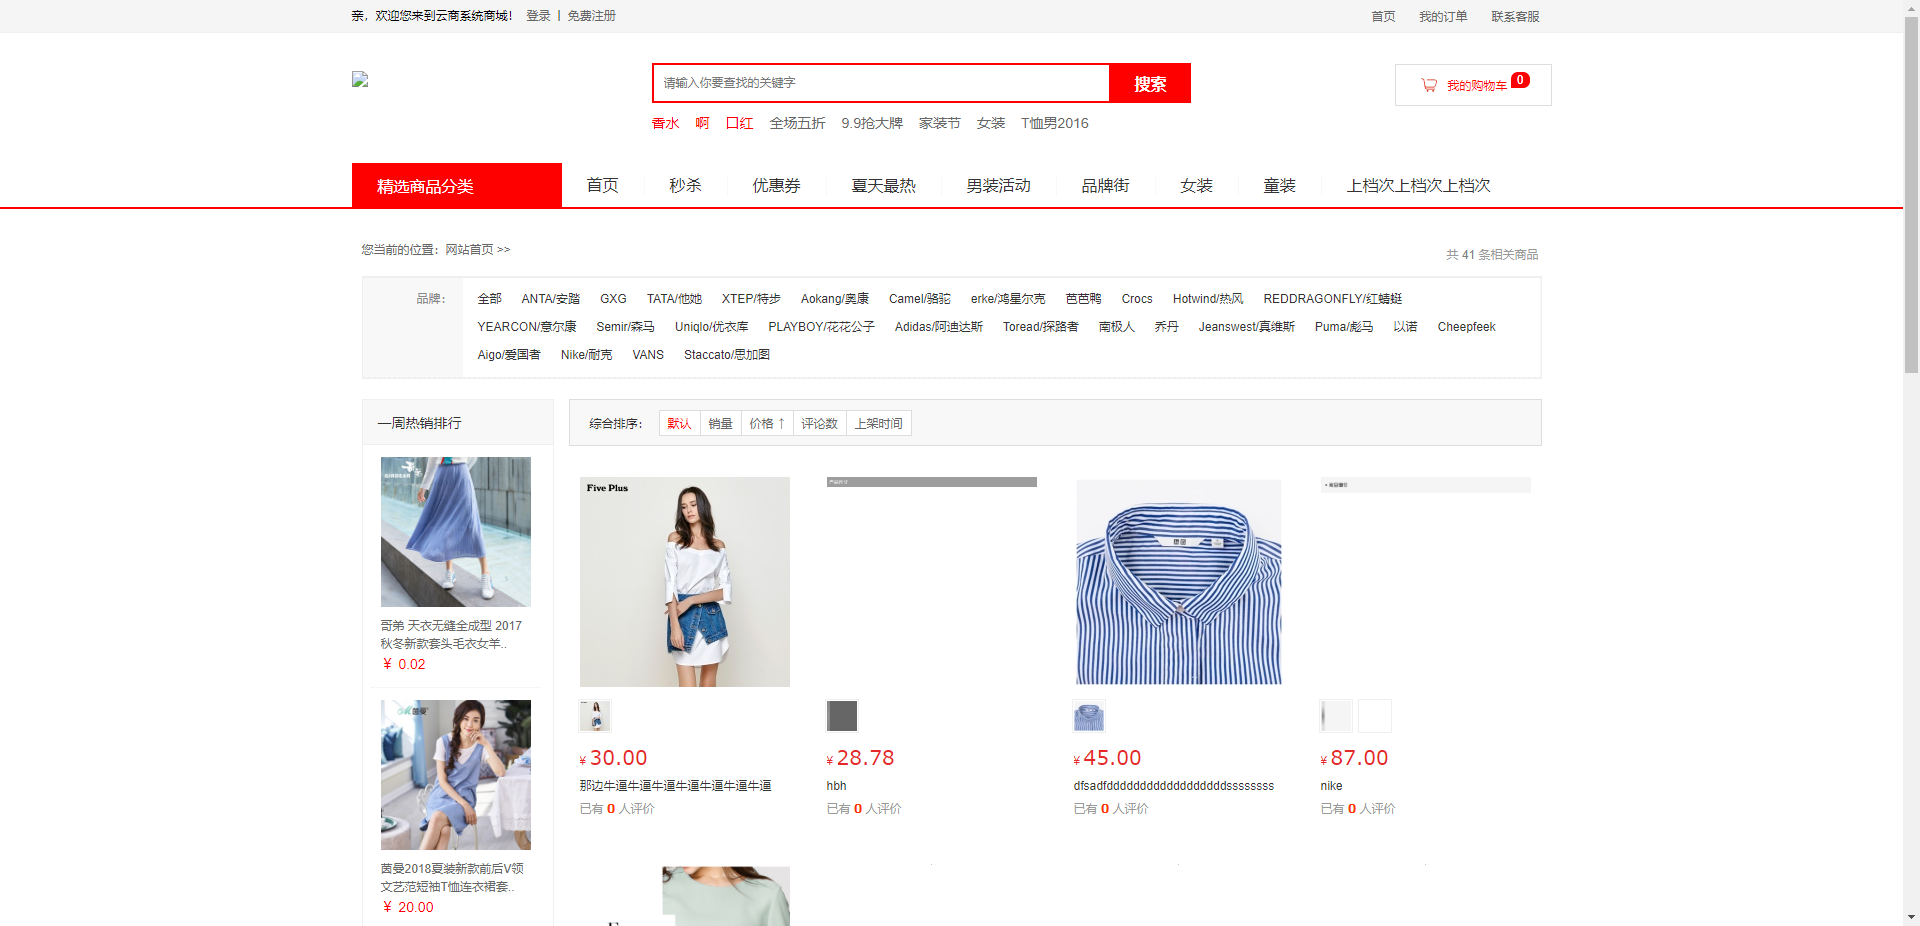 亲，欢迎您来到云商系统商城！ 登录 | 免费注册 首页 我的订单 联系客服
请输入你要查找的关键字 搜索 我的购物车 0
香水 啊 口红 全场五折 9.9抢大牌 家装节 女装 T恤男2016
精选商品分类 首页 秒杀 优惠券 夏天最热 男装活动 品牌街 女装 童装 上档次上档次上档次
您当前的位置：网站首页 >> 共 41 条相关商品
品牌： 全部 ANTA/安踏 GXG TATA/他她 XTEP/特步 Aokang/奥康 Camel/骆驼 erke/鸿星尔克 芭芭鸭 Crocs Hotwind/热风 REDDRAGONFLY/红蜻蜓
YEARCON/意尔康 Semir/森马 Uniqlo/优衣库 PLAYBOY/花花公子 Adidas/阿迪达斯 Toread/探路者 南极人 乔丹 Jeanswest/真维斯 Puma/彪马 以诺 Cheepfeek
Aigo/爱国者 Nike/耐克 VANS Staccato/思加图
一周热销排行
哥弟 天衣无缝全成型 2017
秋冬新款套头毛衣女羊..
¥ 0.02
茵曼
茵曼2018夏装新款前后V领
文艺范短袖T恤连衣裙套..
¥ 20.00
综合排序： 默认 销量 价格 ↑ 评论数 上架时间
Five Plus
¥ 30.00 ¥ 28.78 ¥ 45.00 ¥ 87.00
那边牛逼牛逼牛逼牛逼牛逼牛逼牛逼 hbh dfsadfddddddddddddddddddssssssss nike
已有 0 人评价 已有 0 人评价 已有 0 人评价 已有 0 人评价